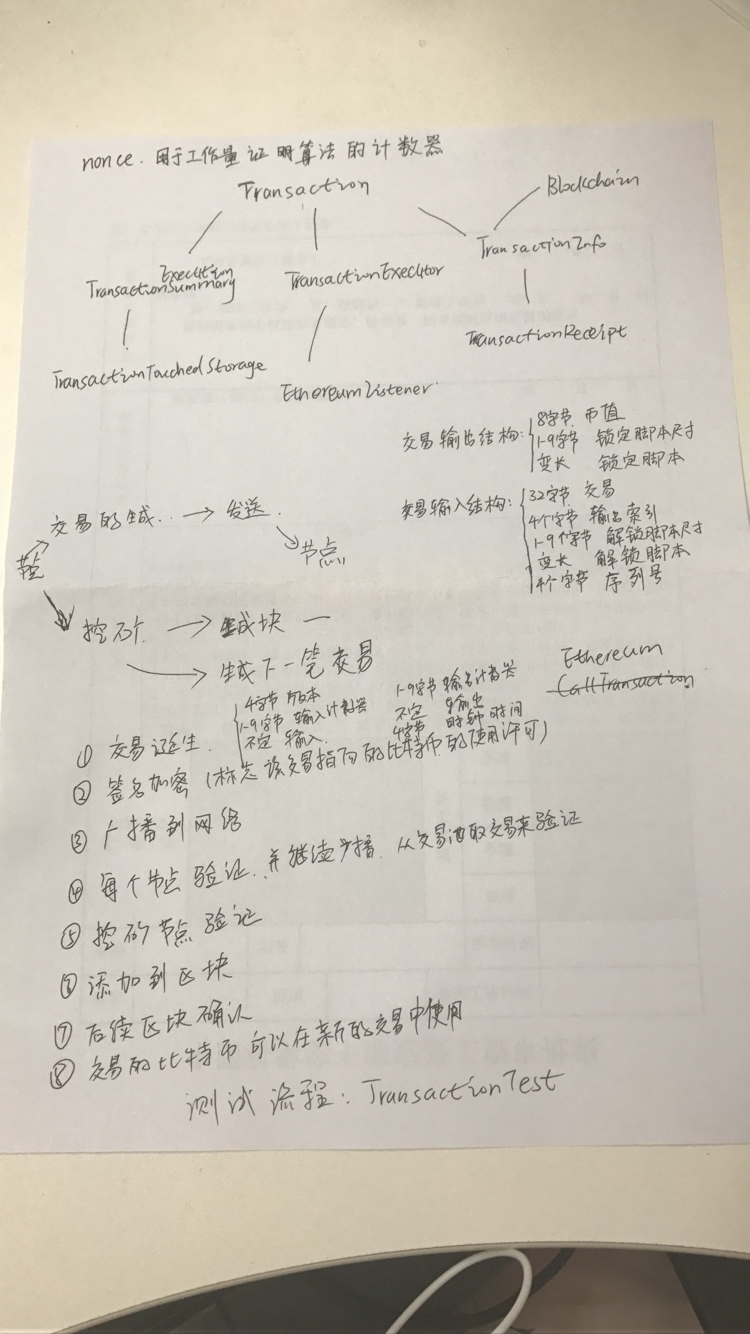 nonce. 用于工作量证明算法的计数器
Transaction
Blockchain
Execution
TransactionSummary
TransactionExecutor
TransactionInfo
TransactionTouchedStorage
EthereumListener
TransactionReceipt
交易输出结构:
8字节 币值
1-9字节 锁定脚本尺寸
变长 锁定脚本
交易输入结构:
32字节 交易
4个字节 输出索引
1-9个字节 解锁脚本尺寸
变长 解锁脚本
4个字节 序列号
交易的生成.. → 发送.
节点
挖矿 → 生成块 一
→ 生成下一笔交易
Ethereum
CallTransaction
① 交易诞生.
4字节 版本
1-9字节 输入计数器
不定 输入.
1-9字节 输出计数器
不定 输出
4字节 时钟时间
② 签名加密 (标志该交易指向的比特币的使用许可)
③ 广播到网络
④ 每个节点验证. 并继续广播. 从交易池取交易来验证
⑤ 挖矿节点验证
⑥ 添加到区块
⑦ 后续区块确认
⑧ 交易的比特币可以在新的交易中使用
测试流程: TransactionTest